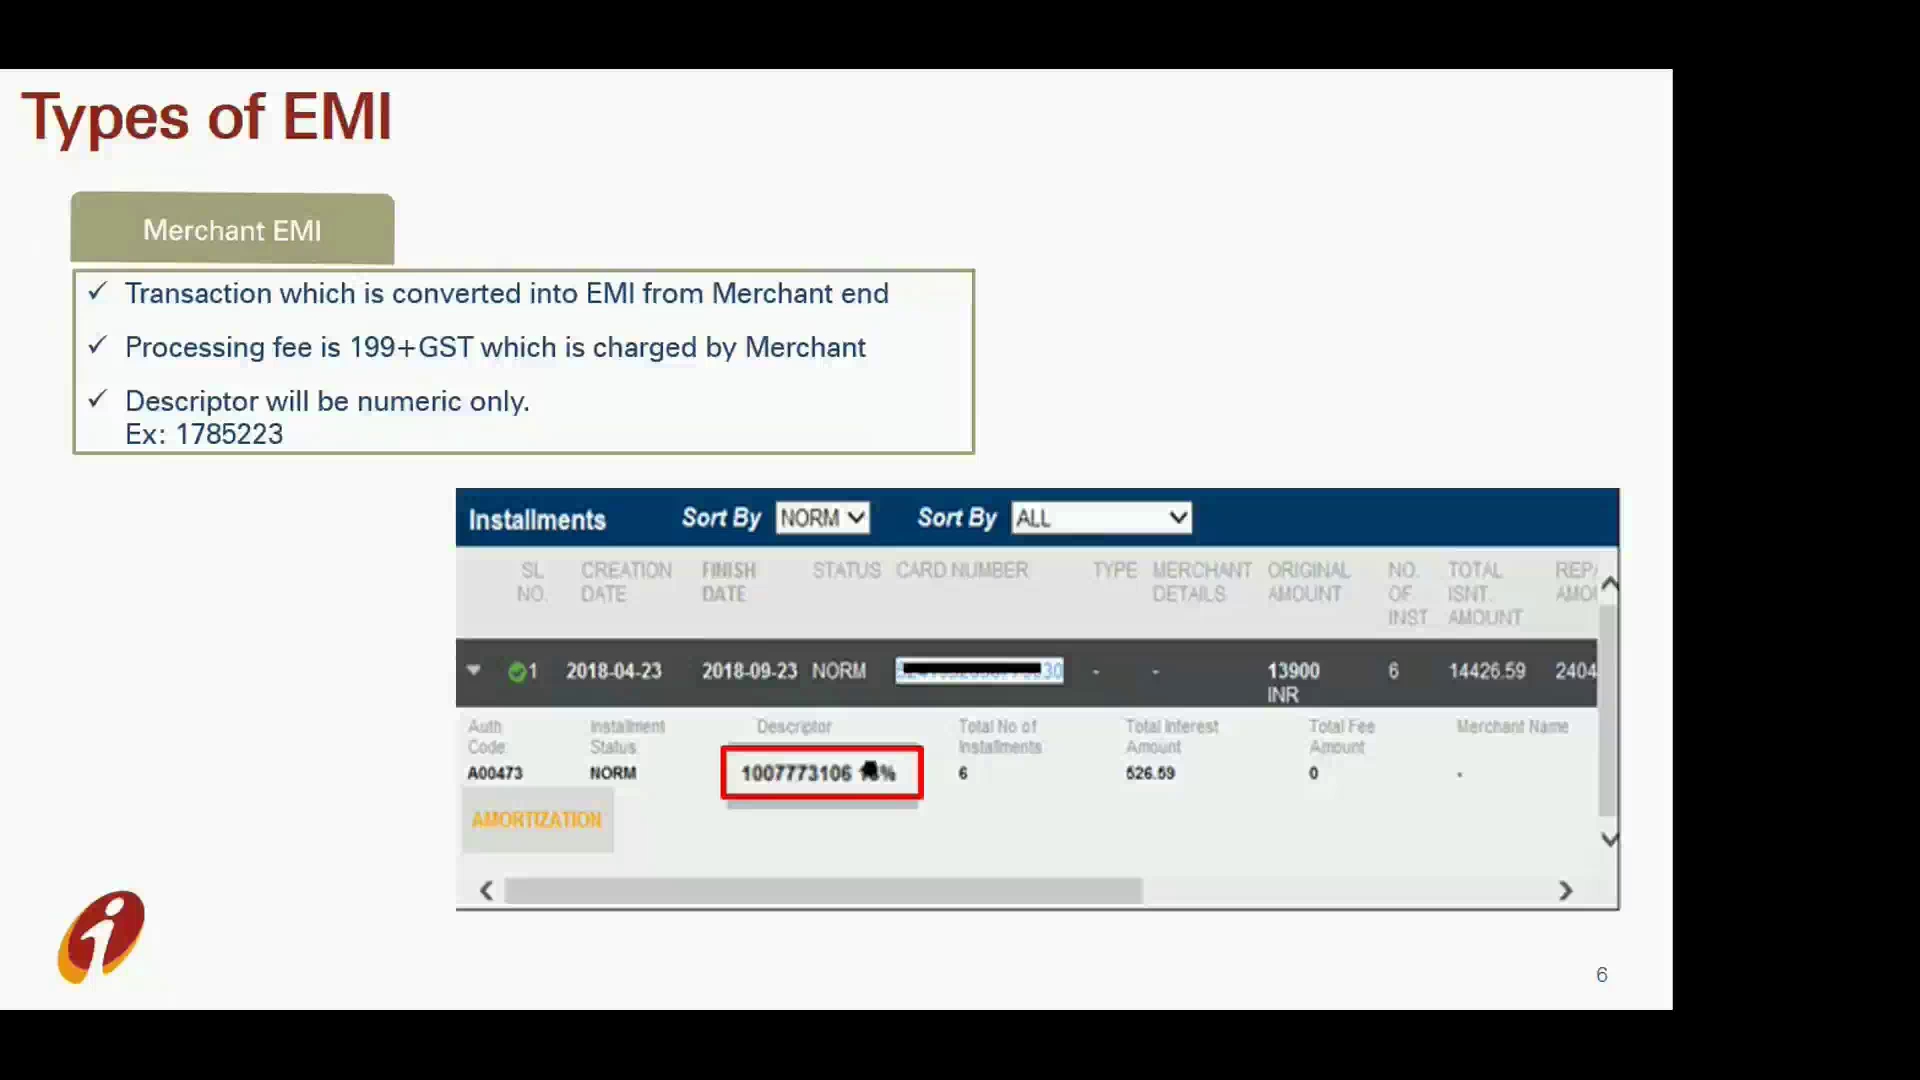 Types of EMI
Merchant EMI
✓ Transaction which is converted into EMI from Merchant end
✓ Processing fee is 199+GST which is charged by Merchant
✓ Descriptor will be numeric only.
Ex: 1785223
Installments Sort By NORM Sort By ALL
SL CREATION FINISH STATUS CARD NUMBER TYPE MERCHANT ORIGINAL NO. TOTAL REP
NO. DATE DATE DETAILS AMOUNT OF ISNT. AMO
INST AMOUNT
1 2018-04-23 2018-09-23 NORM 30 - - 13900 6 14426.59 2404
INR
Auth Installment Descriptor Total No of Total Interest Total Fee Merchant Name
Code Status Installments Amount Amount
A00473 NORM 1007773106 % 6 526.59 0 -
AMORTIZATION
6